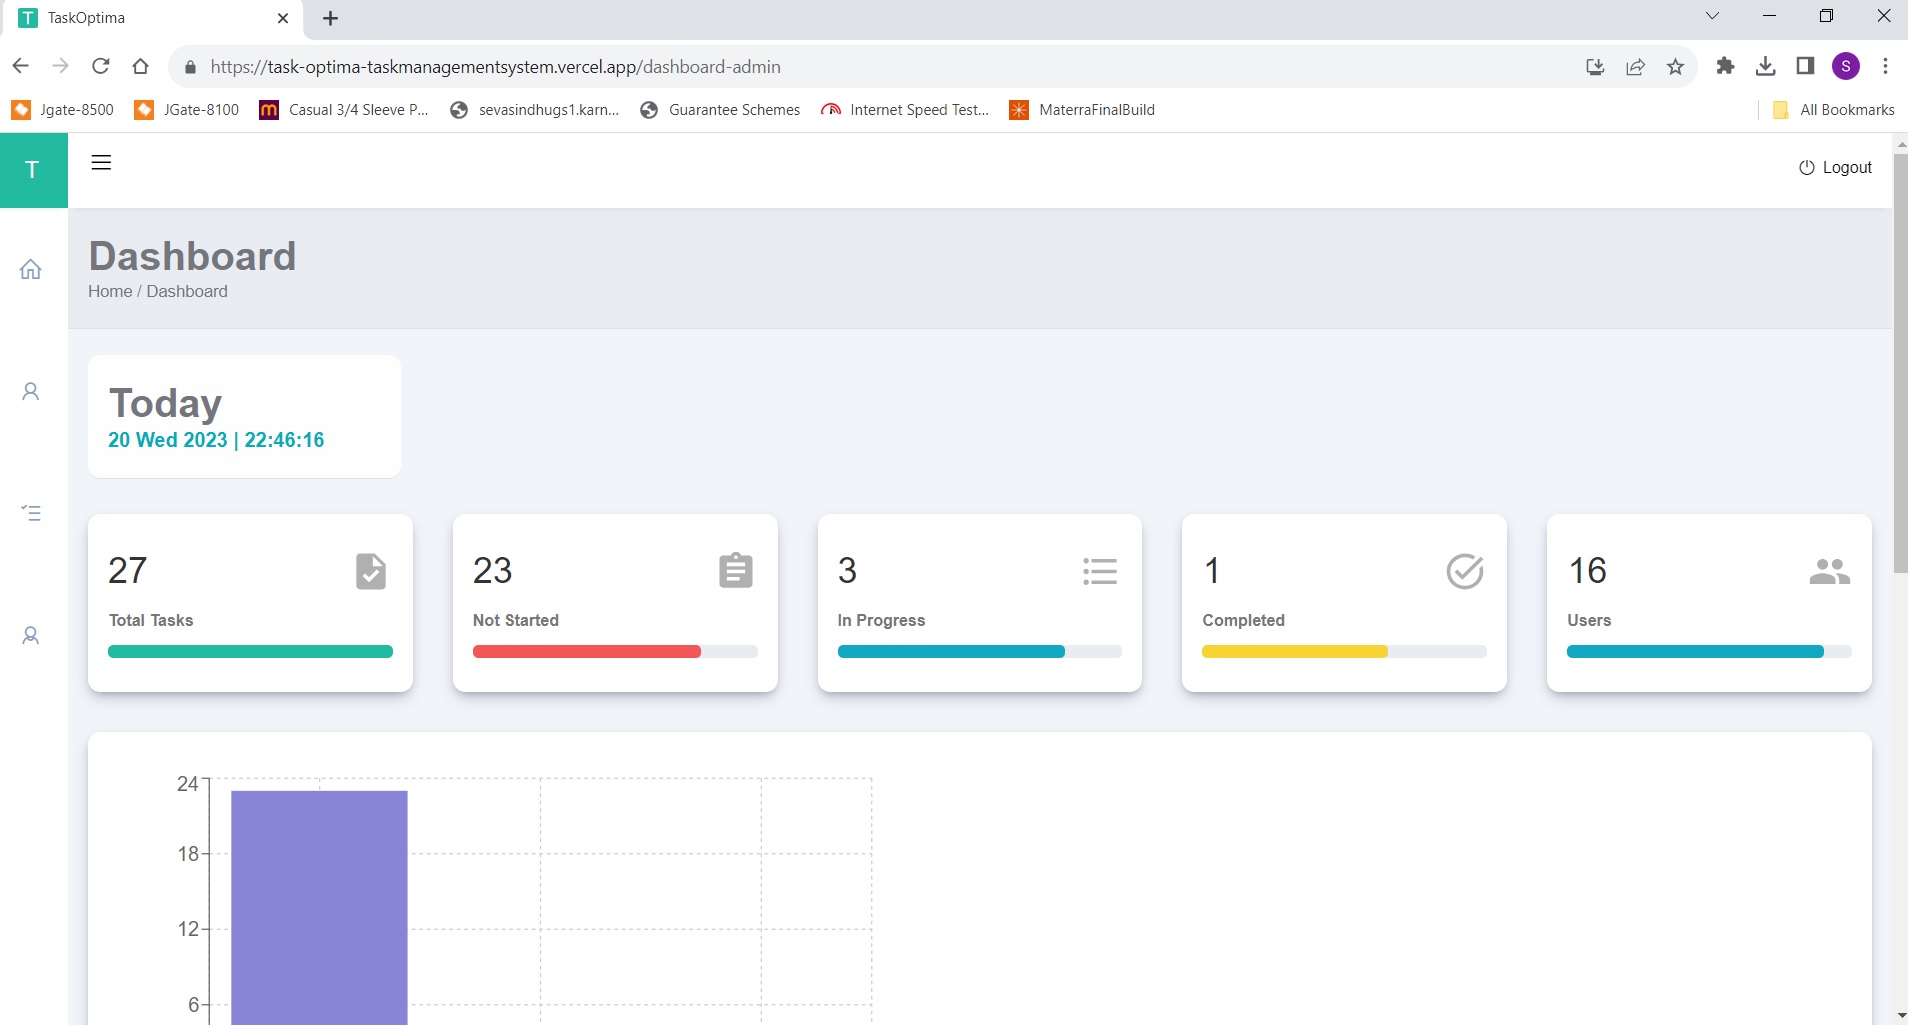 T TaskOptima
https://task-optima-taskmanagementsystem.vercel.app/dashboard-admin
S
Jgate-8500 JGate-8100 Casual 3/4 Sleeve P... sevasindhugs1.karn... Guarantee Schemes Internet Speed Test... MaterraFinalBuild All Bookmarks
T
Logout
Dashboard
Home / Dashboard
Today
20 Wed 2023 | 22:46:16
27
Total Tasks
23
Not Started
3
In Progress
1
Completed
16
Users
24
18
12
6